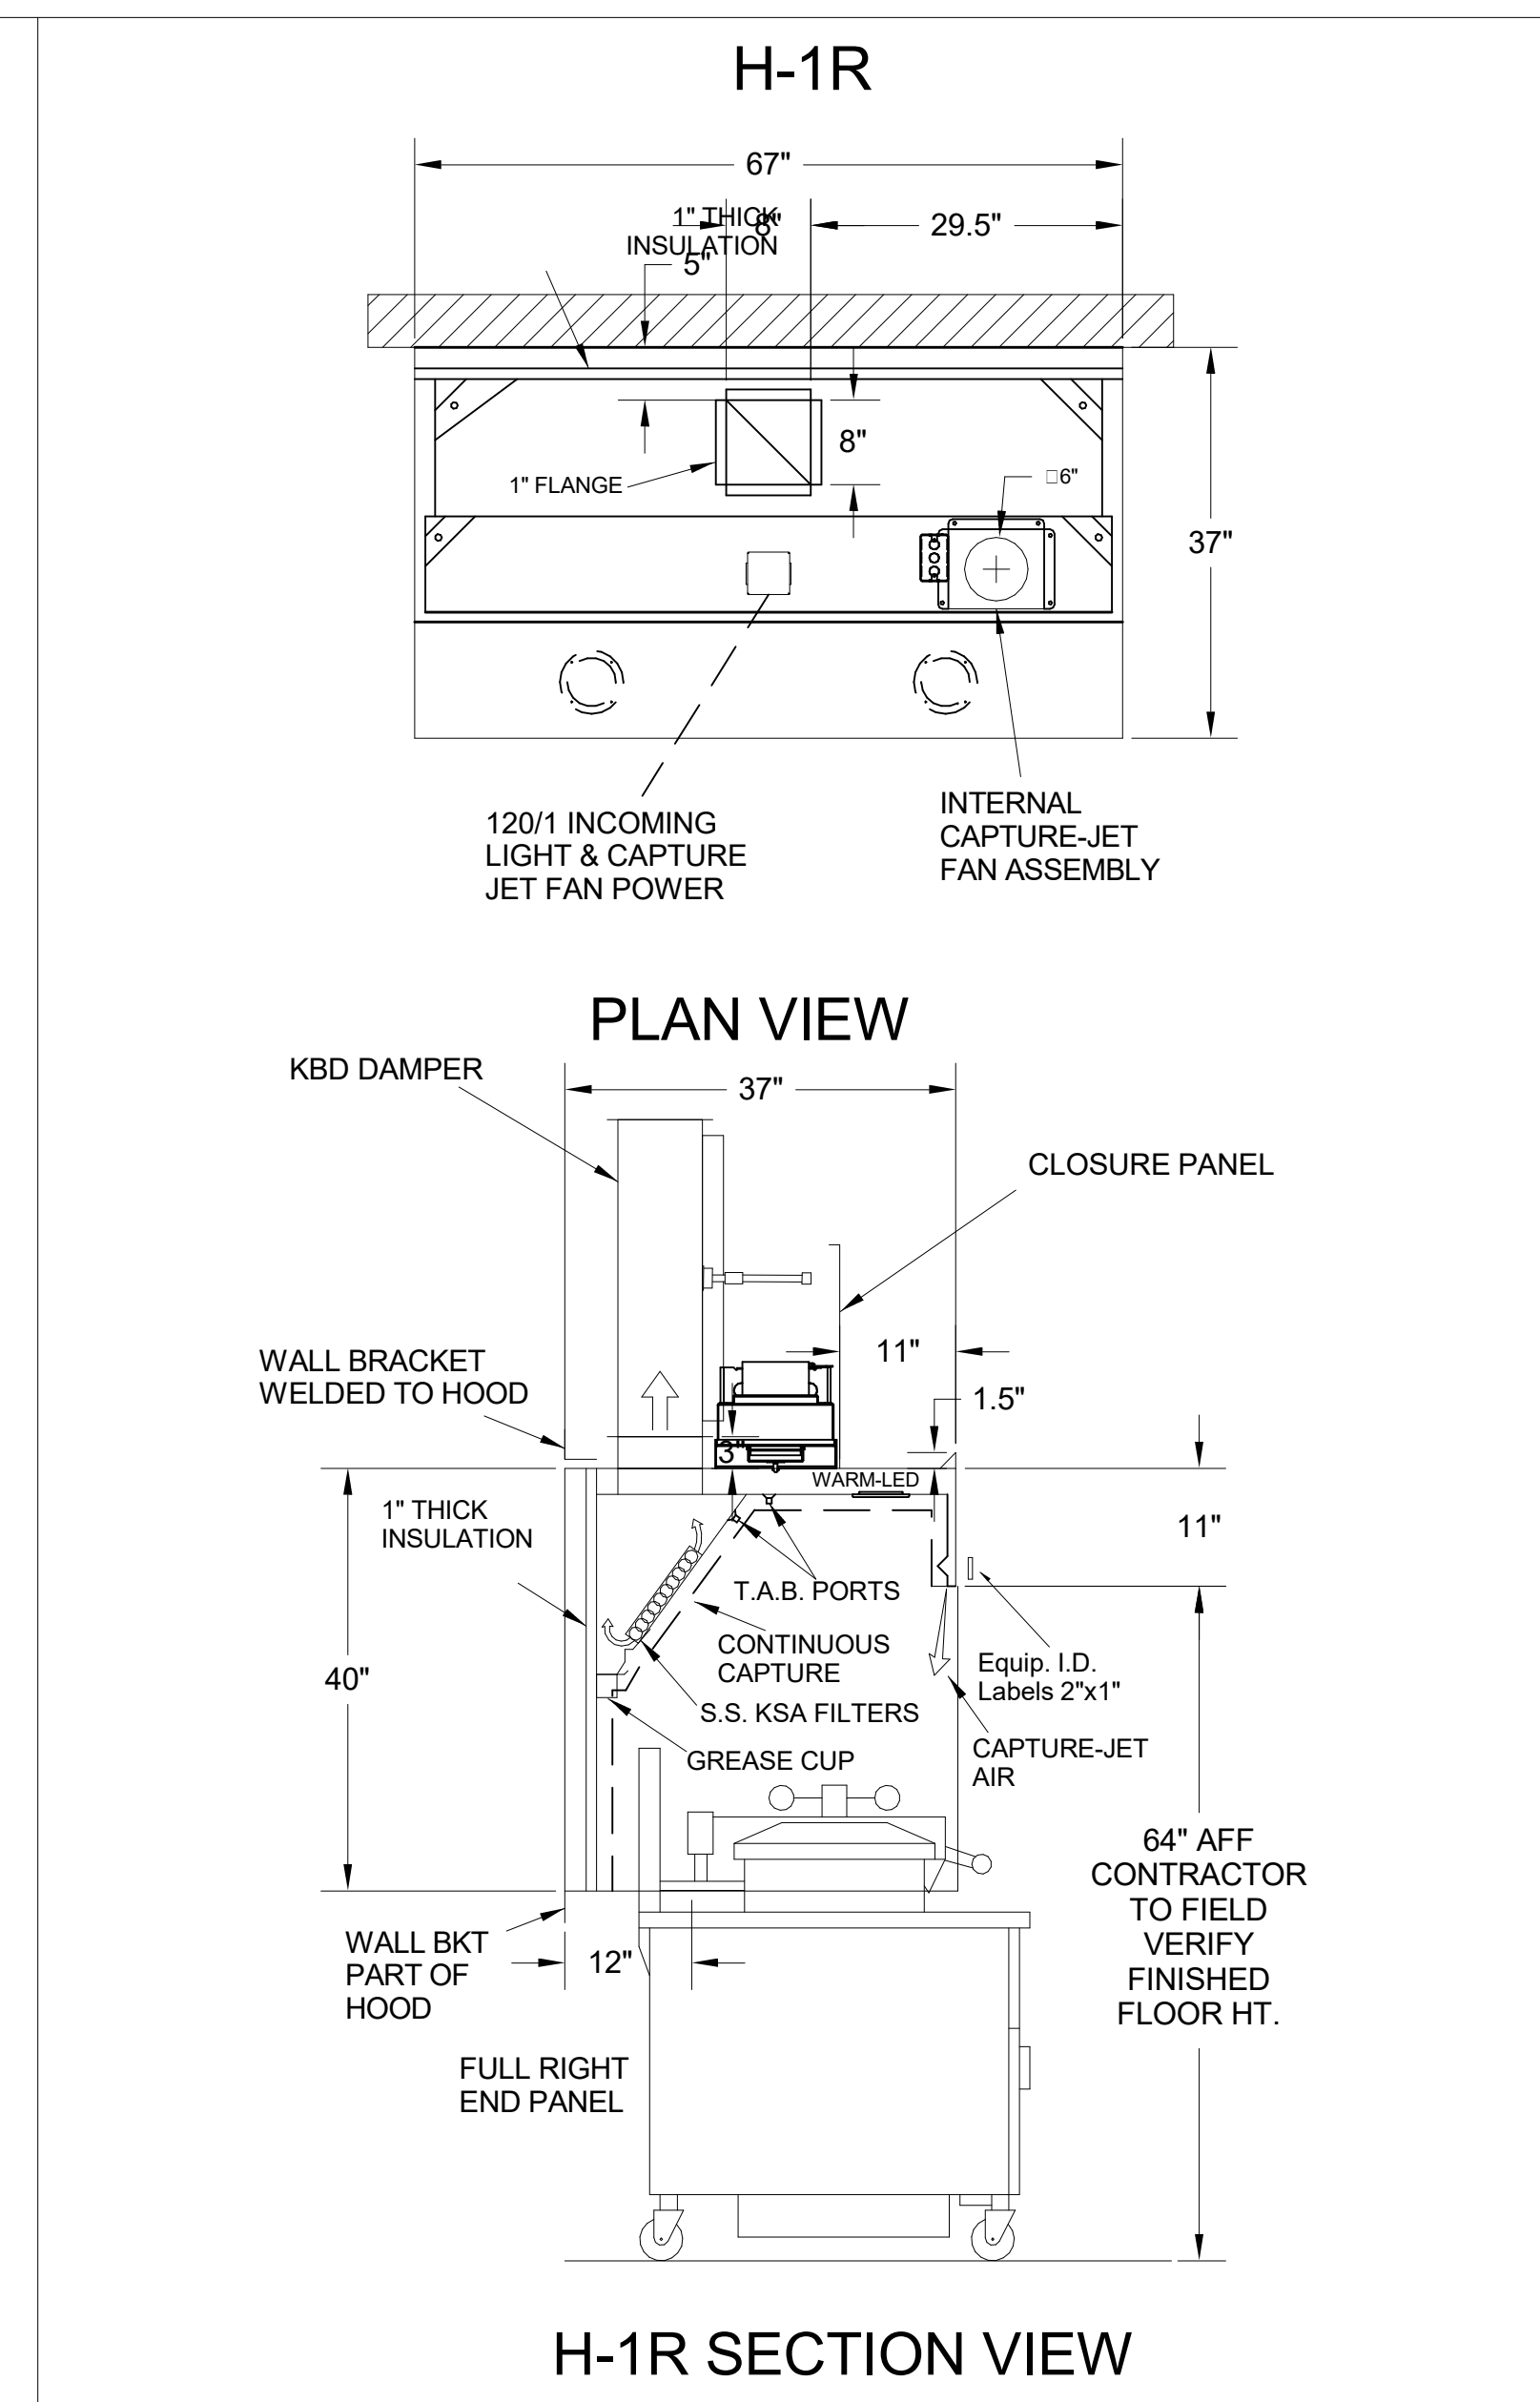 H-1R
67"
1" THICK
INSULATION
8"
29.5"
5"
8"
1" FLANGE
□6"
37"
120/1 INCOMING
LIGHT & CAPTURE
JET FAN POWER
INTERNAL
CAPTURE-JET
FAN ASSEMBLY
PLAN VIEW
KBD DAMPER
37"
CLOSURE PANEL
WALL BRACKET
WELDED TO HOOD
11"
1.5"
3"
WARM-LED
1" THICK
INSULATION
11"
T.A.B. PORTS
CONTINUOUS
CAPTURE
40"
Equip. I.D.
Labels 2"x1"
S.S. KSA FILTERS
GREASE CUP
CAPTURE-JET
AIR
64" AFF
CONTRACTOR
TO FIELD
VERIFY
FINISHED
FLOOR HT.
WALL BKT
PART OF
HOOD
12"
FULL RIGHT
END PANEL
H-1R SECTION VIEW